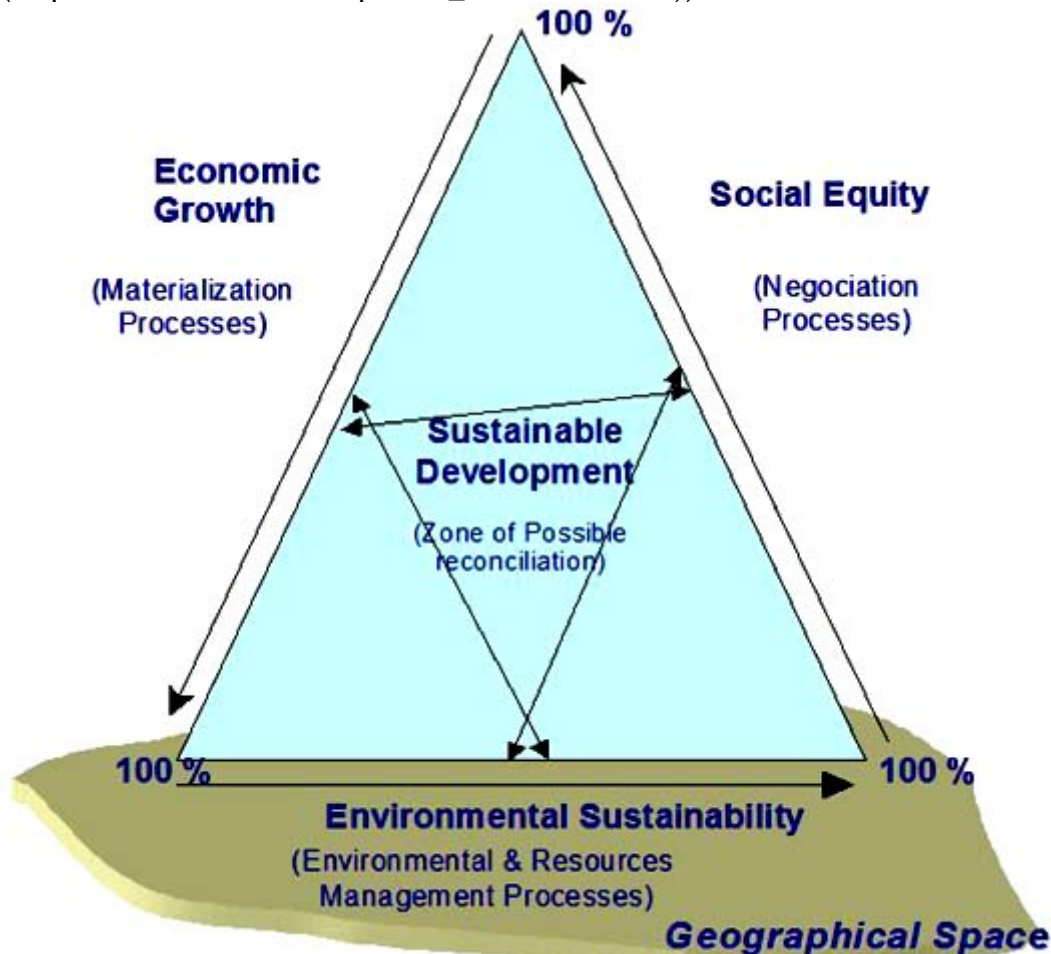 100 %
Economic
Growth
Social Equity
(Materialization
Processes)
(Negociation
Processes)
Sustainable
Development
(Zone of Possible
reconciliation)
100 %
100 %
Environmental Sustainability
(Environmental & Resources
Management Processes)
Geographical Space